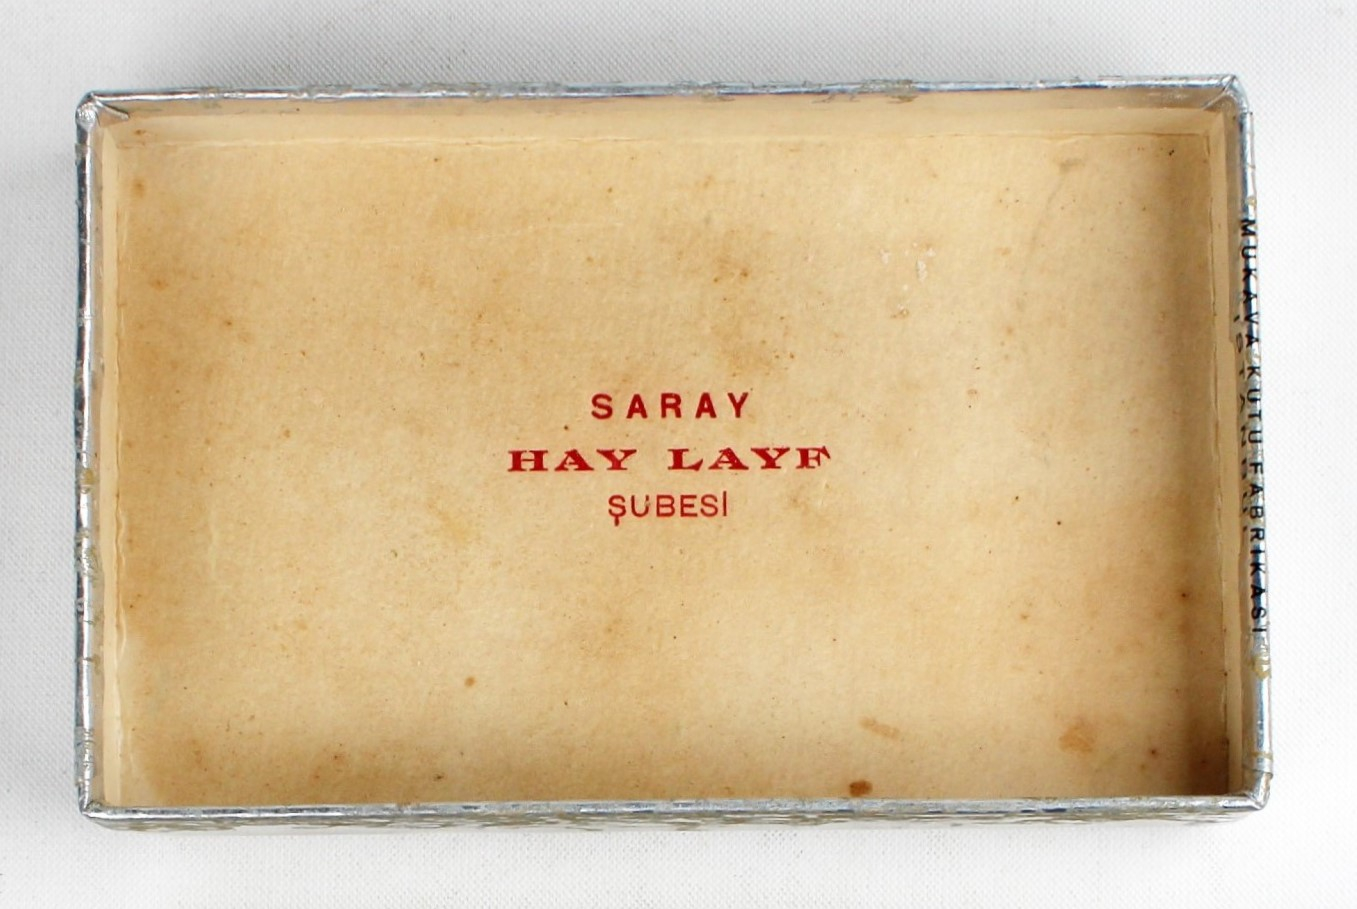 SARAY
HAY LAYF
ŞUBESİ
MUKAVVA KUTU FABRİKASI